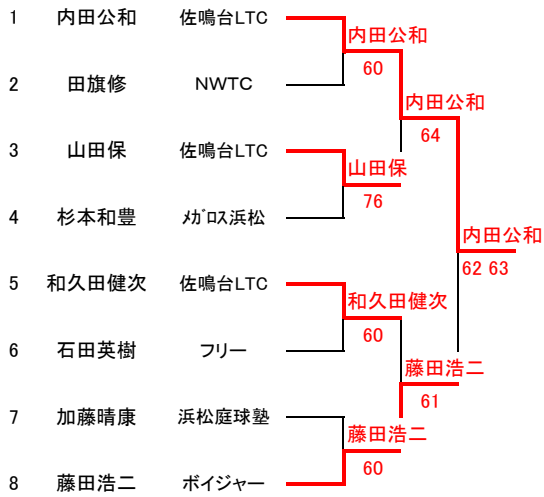 1 内田公和 佐鳴台LTC
内田公和
60
2 田旗修 NWTC
内田公和
64
3 山田保 佐鳴台LTC
山田保
76
4 杉本和豊 メガロス浜松
内田公和
62 63
5 和久田健次 佐鳴台LTC
和久田健次
60
6 石田英樹 フリー
藤田浩二
61
7 加藤晴康 浜松庭球塾
藤田浩二
60
8 藤田浩二 ボイジャー